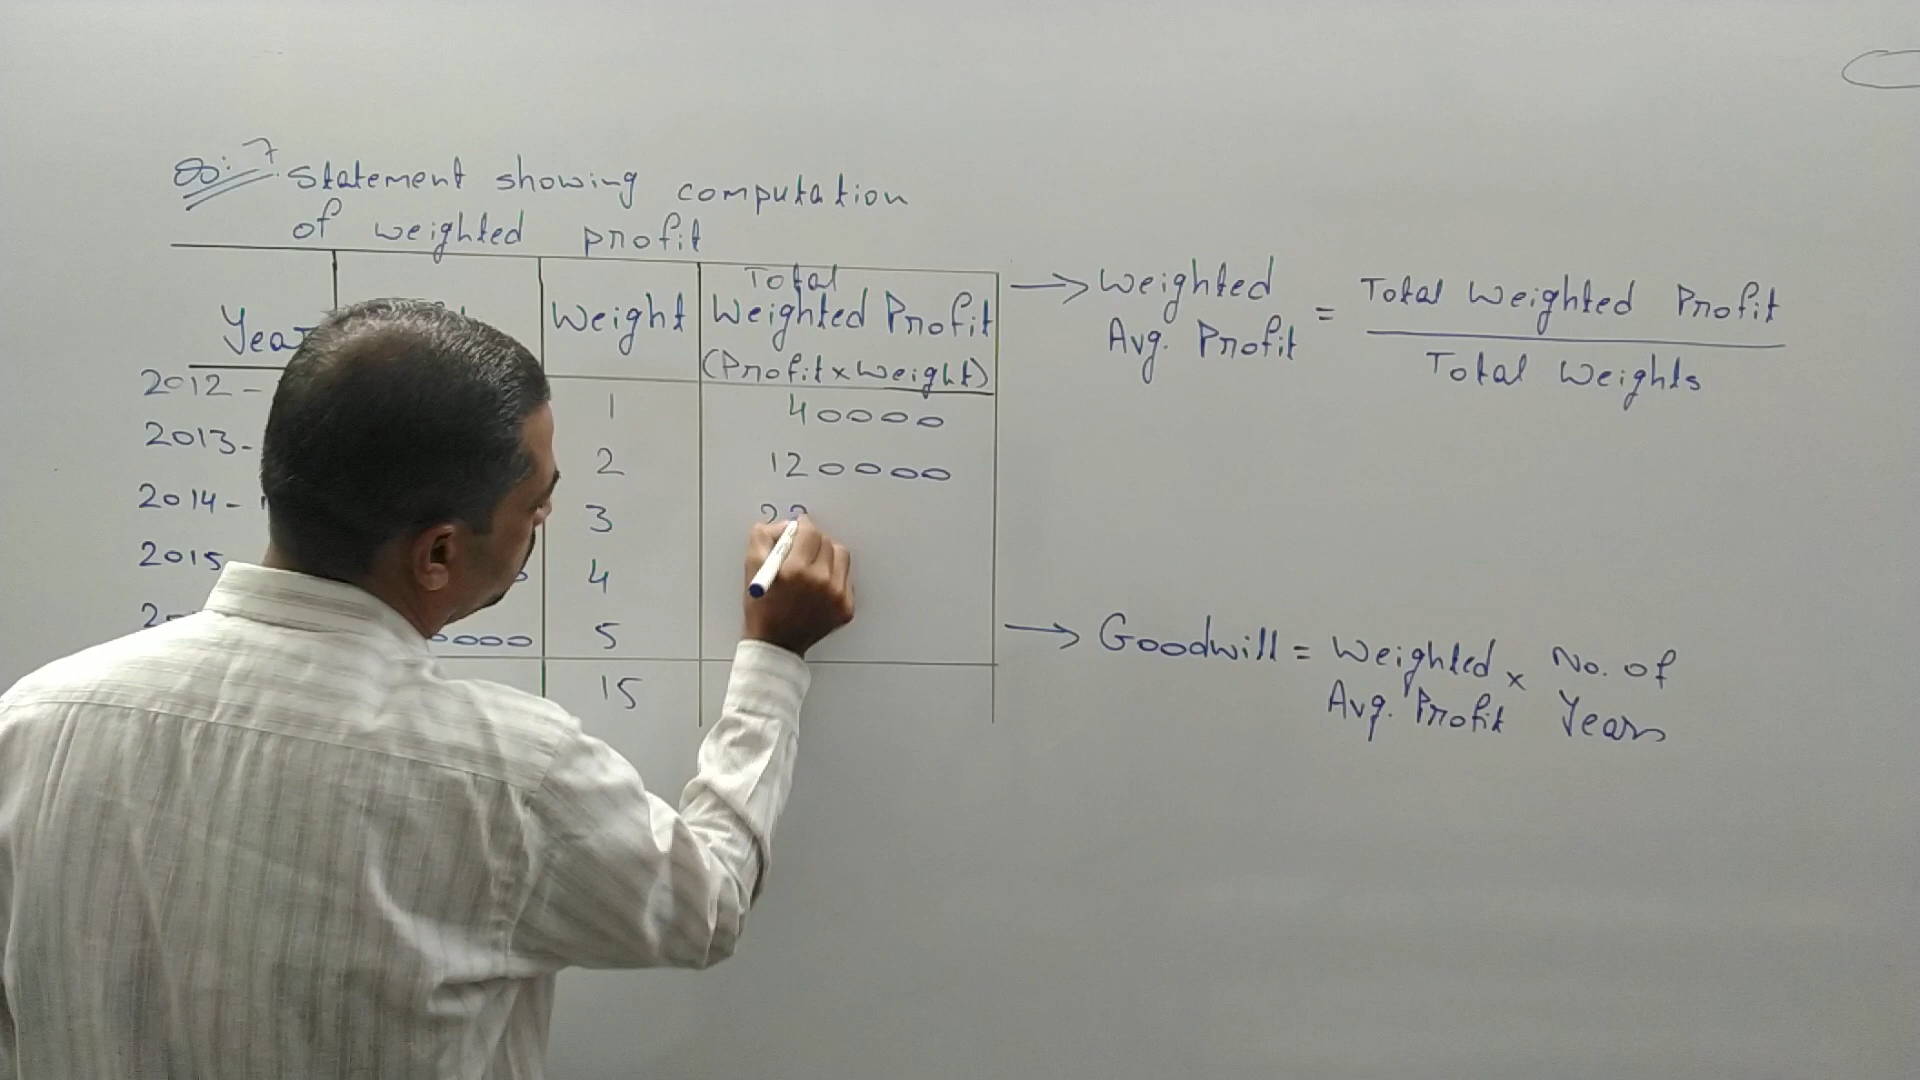 7. Statement showing computation
of weighted profit
Year Weight Total Weighted Profit (Profit x Weight)
2012 - 1 40000
2013 - 2 120000
2014 - 3
2015 4
0000 5
15
→ Weighted Avg. Profit = Total Weighted Profit
Total Weights
→ Goodwill = Weighted Avg. Profit x No. of Years